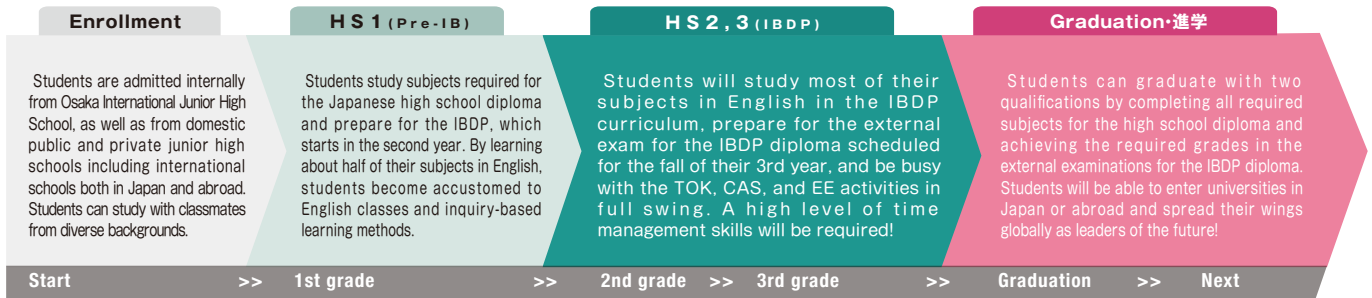 Enrollment
Students are admitted internally
from Osaka International Junior High
School, as well as from domestic
public and private junior high
schools including international
schools both in Japan and abroad.
Students can study with classmates
from diverse backgrounds.
HS1(Pre-IB)
Students study subjects required for
the Japanese high school diploma
and prepare for the IBDP, which
starts in the second year. By learning
about half of their subjects in English,
students become accustomed to
English classes and inquiry-based
learning methods.
HS2,3(IBDP)
Students will study most of their
subjects in English in the IBDP
curriculum, prepare for the external
exam for the IBDP diploma scheduled
for the fall of their 3rd year, and be busy
with the TOK, CAS, and EE activities in
full swing. A high level of time
management skills will be required!
Graduation・進学
Students can graduate with two
qualifications by completing all required
subjects for the high school diploma and
achieving the required grades in the
external examinations for the IBDP diploma.
Students will be able to enter universities in
Japan or abroad and spread their wings
globally as leaders of the future!
Start >> 1st grade >> 2nd grade >> 3rd grade >> Graduation >> Next